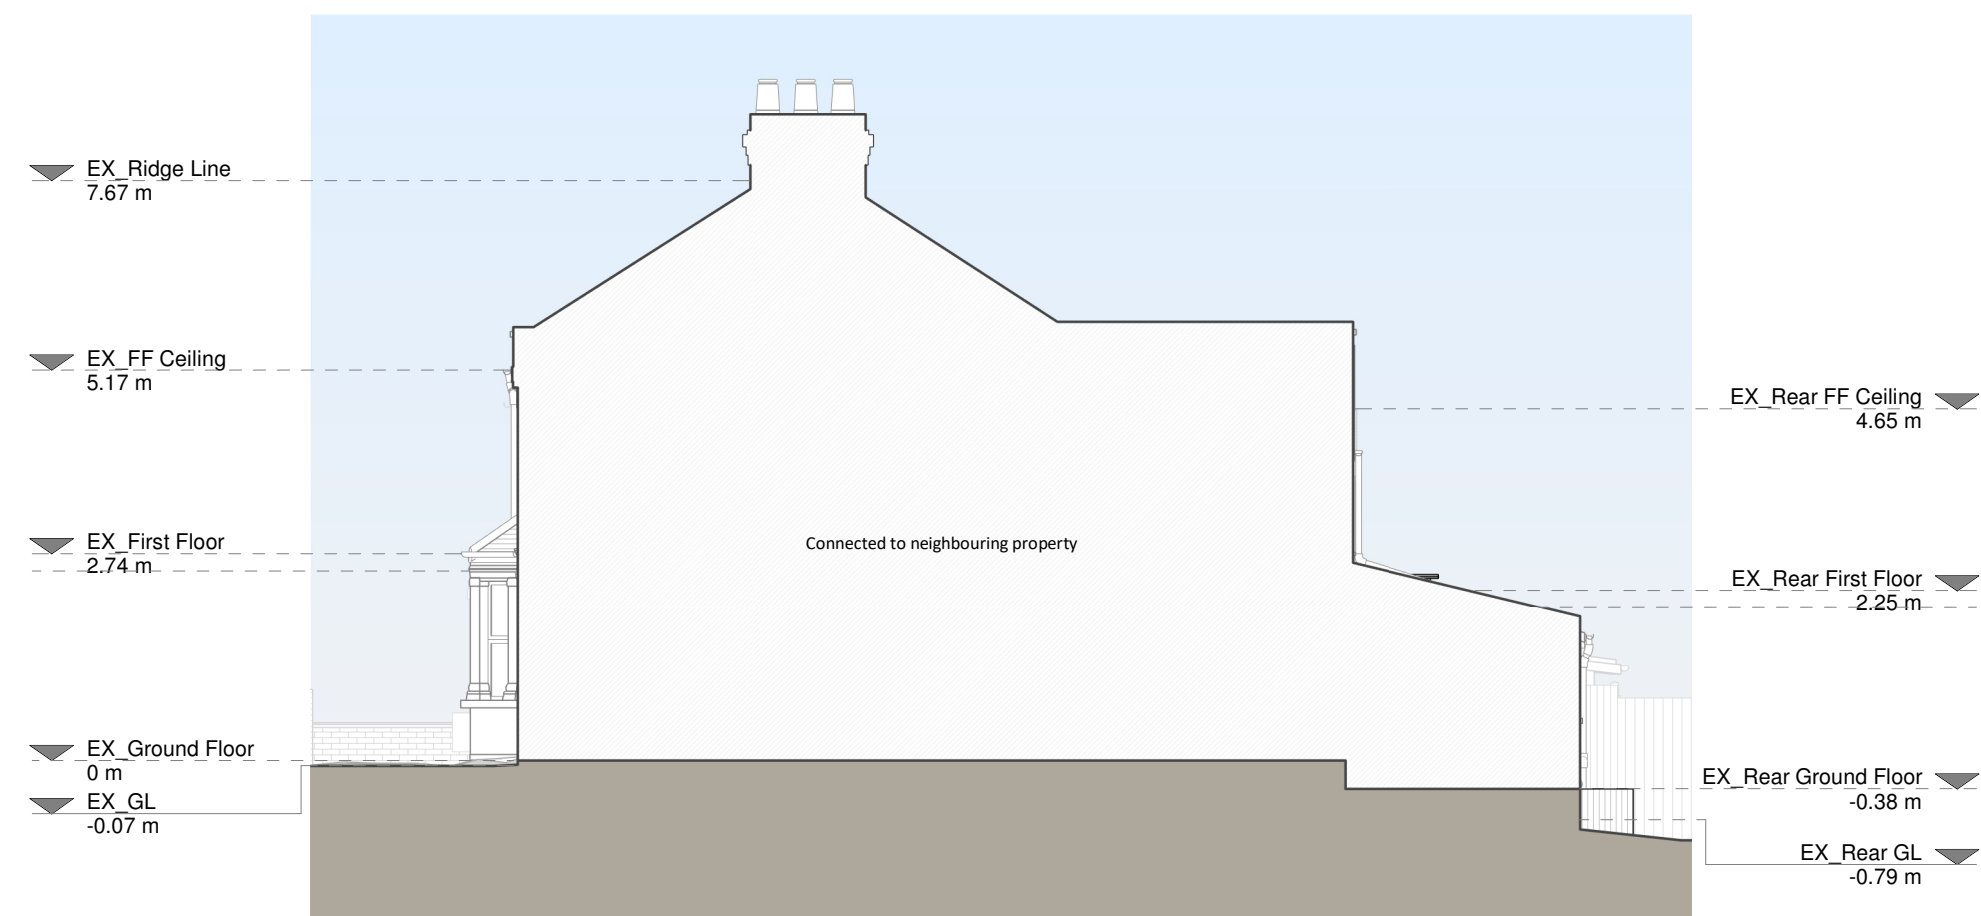 EX_Ridge Line
7.67 m
EX_FF Ceiling
5.17 m
EX_Rear FF Ceiling
4.65 m
EX_First Floor
2.74 m
Connected to neighbouring property
EX_Rear First Floor
2.25 m
EX_Ground Floor
0 m
EX_GL
-0.07 m
EX_Rear Ground Floor
-0.38 m
EX_Rear GL
-0.79 m